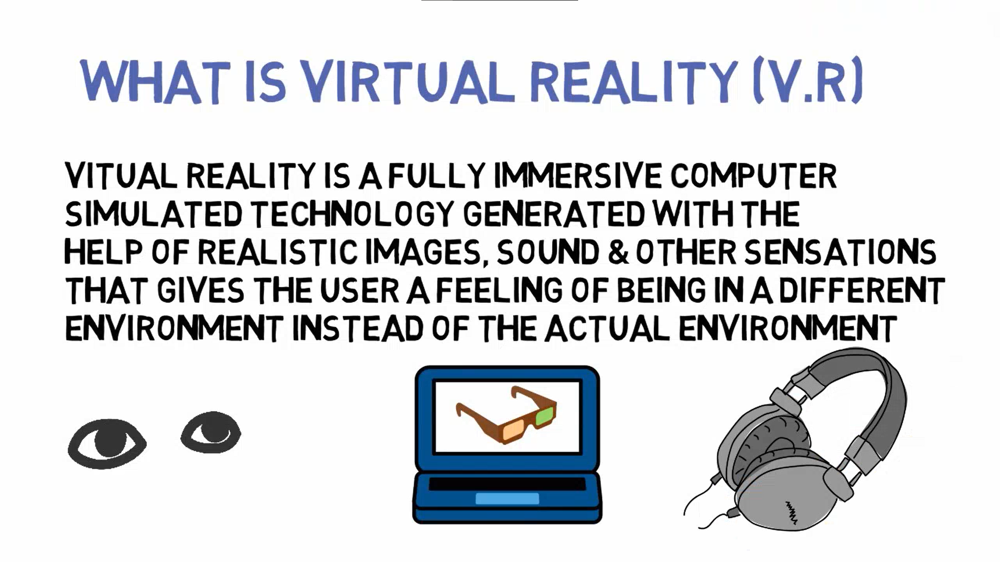 WHAT IS VIRTUAL REALITY (V.R)
VITUAL REALITY IS A FULLY IMMERSIVE COMPUTER
SIMULATED TECHNOLOGY GENERATED WITH THE
HELP OF REALISTIC IMAGES, SOUND & OTHER SENSATIONS
THAT GIVES THE USER A FEELING OF BEING IN A DIFFERENT
ENVIRONMENT INSTEAD OF THE ACTUAL ENVIRONMENT